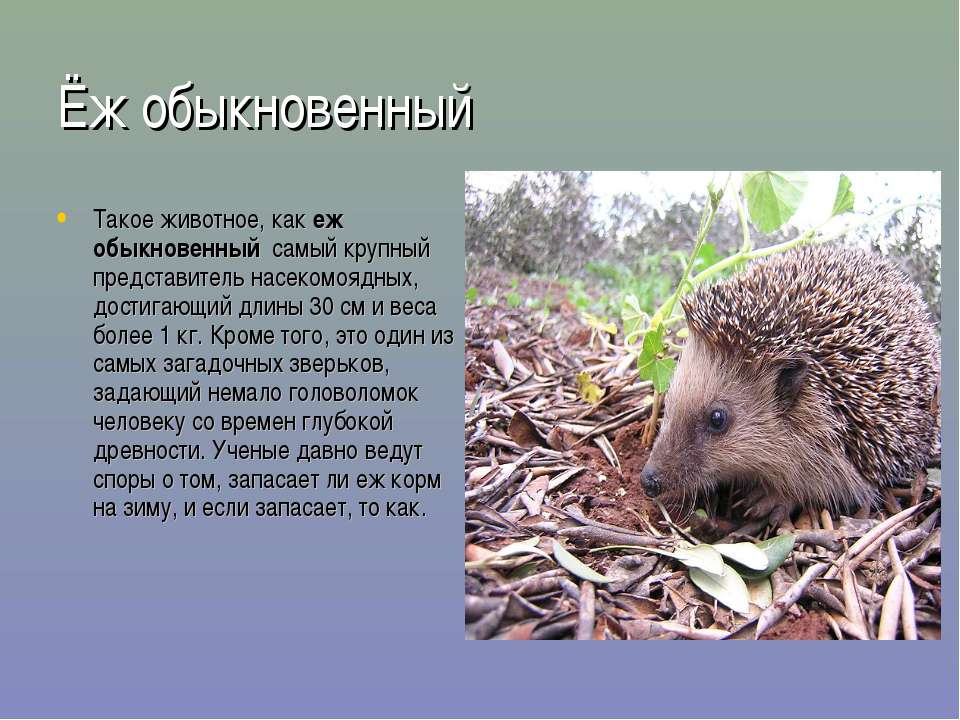 Ёж обыкновенный
Такое животное, как еж
обыкновенный самый крупный
представитель насекомоядных,
достигающий длины 30 см и веса
более 1 кг. Кроме того, это один из
самых загадочных зверьков,
задающий немало головоломок
человеку со времен глубокой
древности. Ученые давно ведут
споры о том, запасает ли еж корм
на зиму, и если запасает, то как.